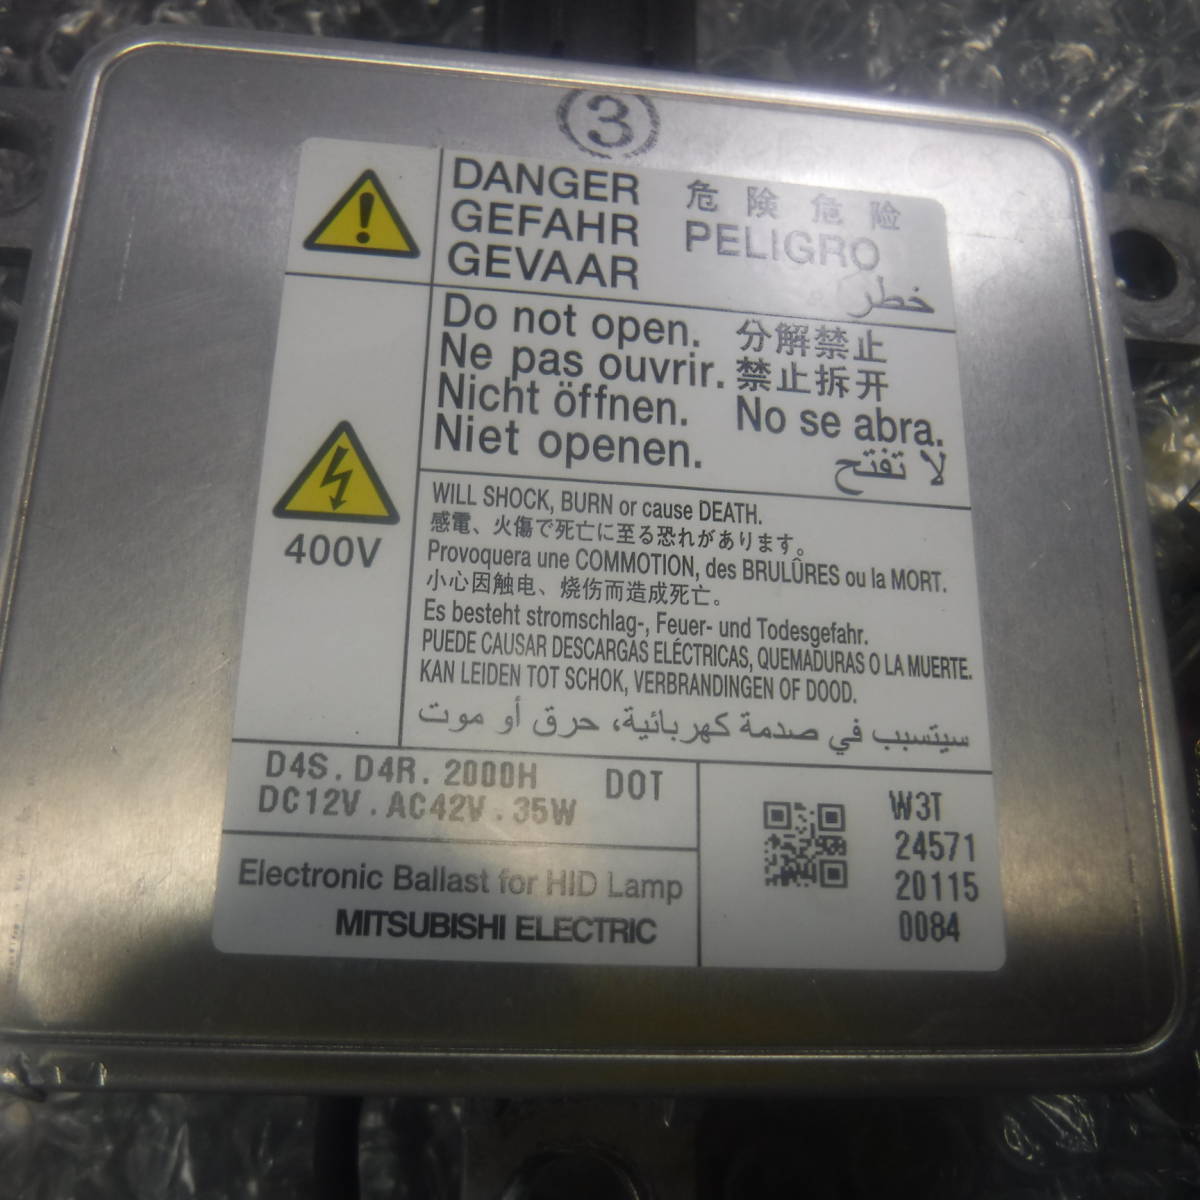 3
DANGER 危険 危险
GEFAHR PELIGRO
GEVAAR خطر
Do not open. 分解禁止
Ne pas ouvrir. 禁止拆开
Nicht öffnen. No se abra.
Niet openen. لا تفتح
400V
WILL SHOCK, BURN or cause DEATH.
感電、火傷で死亡に至る恐れがあります。
Provoquera une COMMOTION, des BRULÛRES ou la MORT.
小心因触电、烧伤而造成死亡。
Es besteht stromschlag-, Feuer- und Todesgefahr.
PUEDE CAUSAR DESCARGAS ELÉCTRICAS, QUEMADURAS O LA MUERTE.
KAN LEIDEN TOT SCHOK, VERBRANDINGEN OF DOOD.
سيتسبب في صدمة كهربائية، حرق أو موت
D4S. D4R. 2000H DOT
DC12V. AC42V. 35W
Electronic Ballast for HID Lamp
MITSUBISHI ELECTRIC
W3T
24571
20115
0084